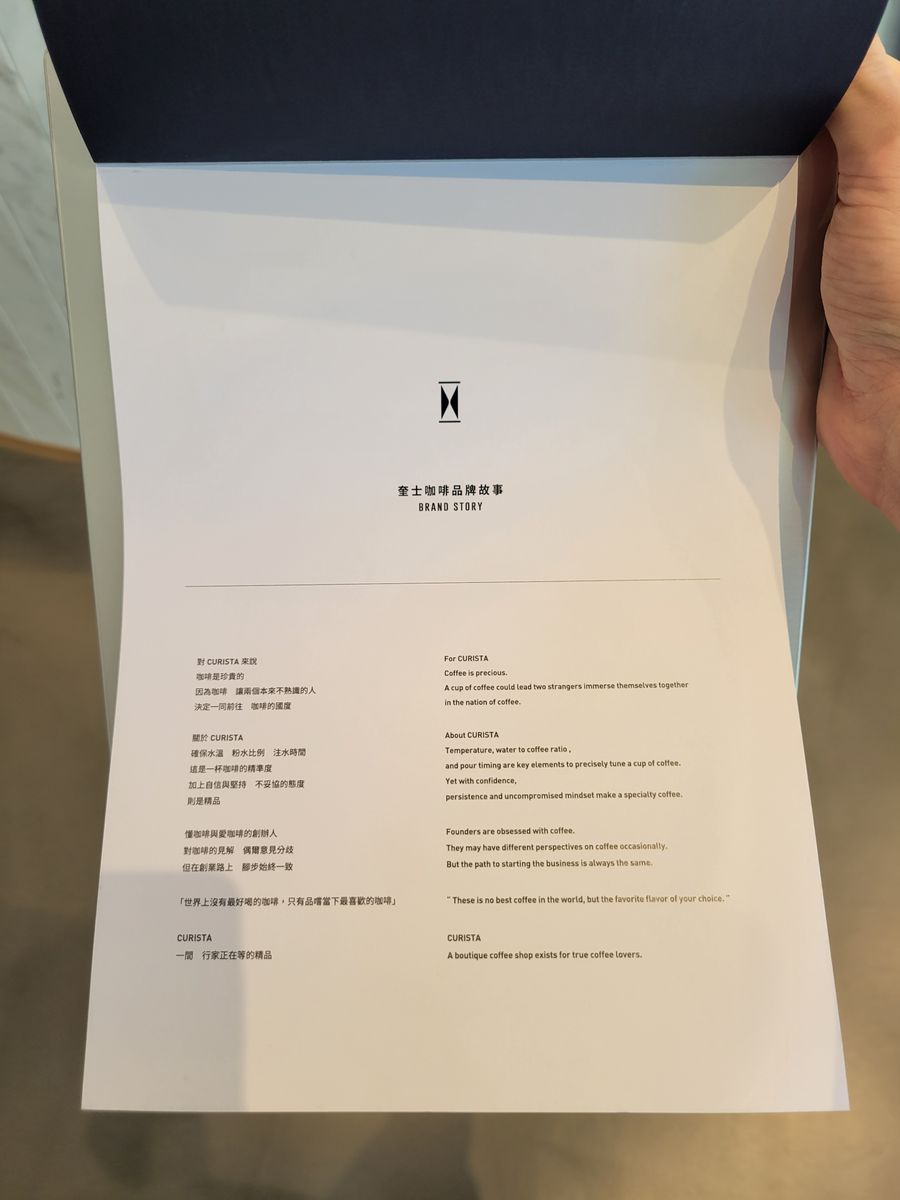 奎士咖啡品牌故事
BRAND STORY
對 CURISTA 來說
咖啡是珍貴的
因為咖啡　讓兩個本來不熟識的人
決定一同前往　咖啡的國度
關於 CURISTA
確保水溫　粉水比例　注水時間
這是一杯咖啡的精準度
加上自信與堅持　不妥協的態度
則是精品
懂咖啡與愛咖啡的創辦人
對咖啡的見解　偶爾意見分歧
但在創業路上　腳步始終一致
「世界上沒有最好喝的咖啡，只有品嚐當下最喜歡的咖啡」
CURISTA
一間　行家正在等的精品
For CURISTA
Coffee is precious.
A cup of coffee could lead two strangers immerse themselves together
in the nation of coffee.
About CURISTA
Temperature, water to coffee ratio ,
and pour timing are key elements to precisely tune a cup of coffee.
Yet with confidence,
persistence and uncompromised mindset make a specialty coffee.
Founders are obsessed with coffee.
They may have different perspectives on coffee occasionally.
But the path to starting the business is always the same.
" These is no best coffee in the world, but the favorite flavor of your choice. "
CURISTA
A boutique coffee shop exists for true coffee lovers.